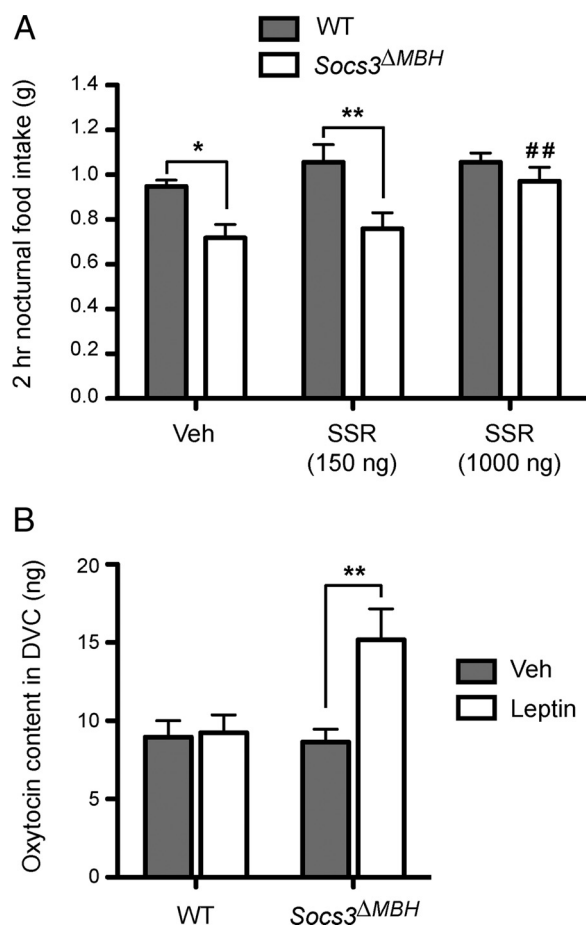 A
WT
Socs3ΔMBH
2 hr nocturnal food intake (g)
1.4
1.2
1.0
0.8
0.6
0.4
0.2
0.0
*
**
##
Veh
SSR
(150 ng)
SSR
(1000 ng)
B
Oxytocin content in DVC (ng)
20
15
10
5
0
**
Veh
Leptin
WT
Socs3ΔMBH